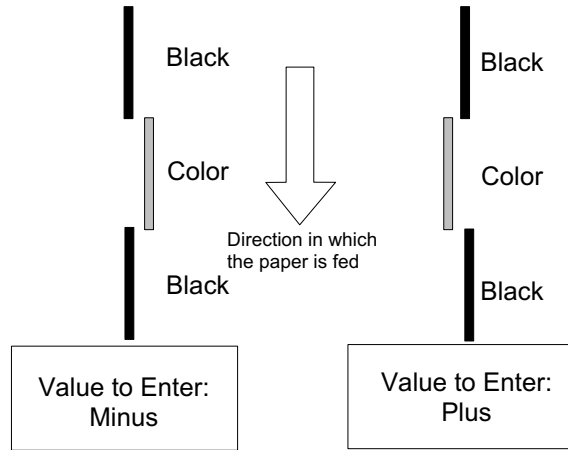 Black
Black
Color
Color
Direction in which
the paper is fed
Black
Black
Value to Enter:
Minus
Value to Enter:
Plus